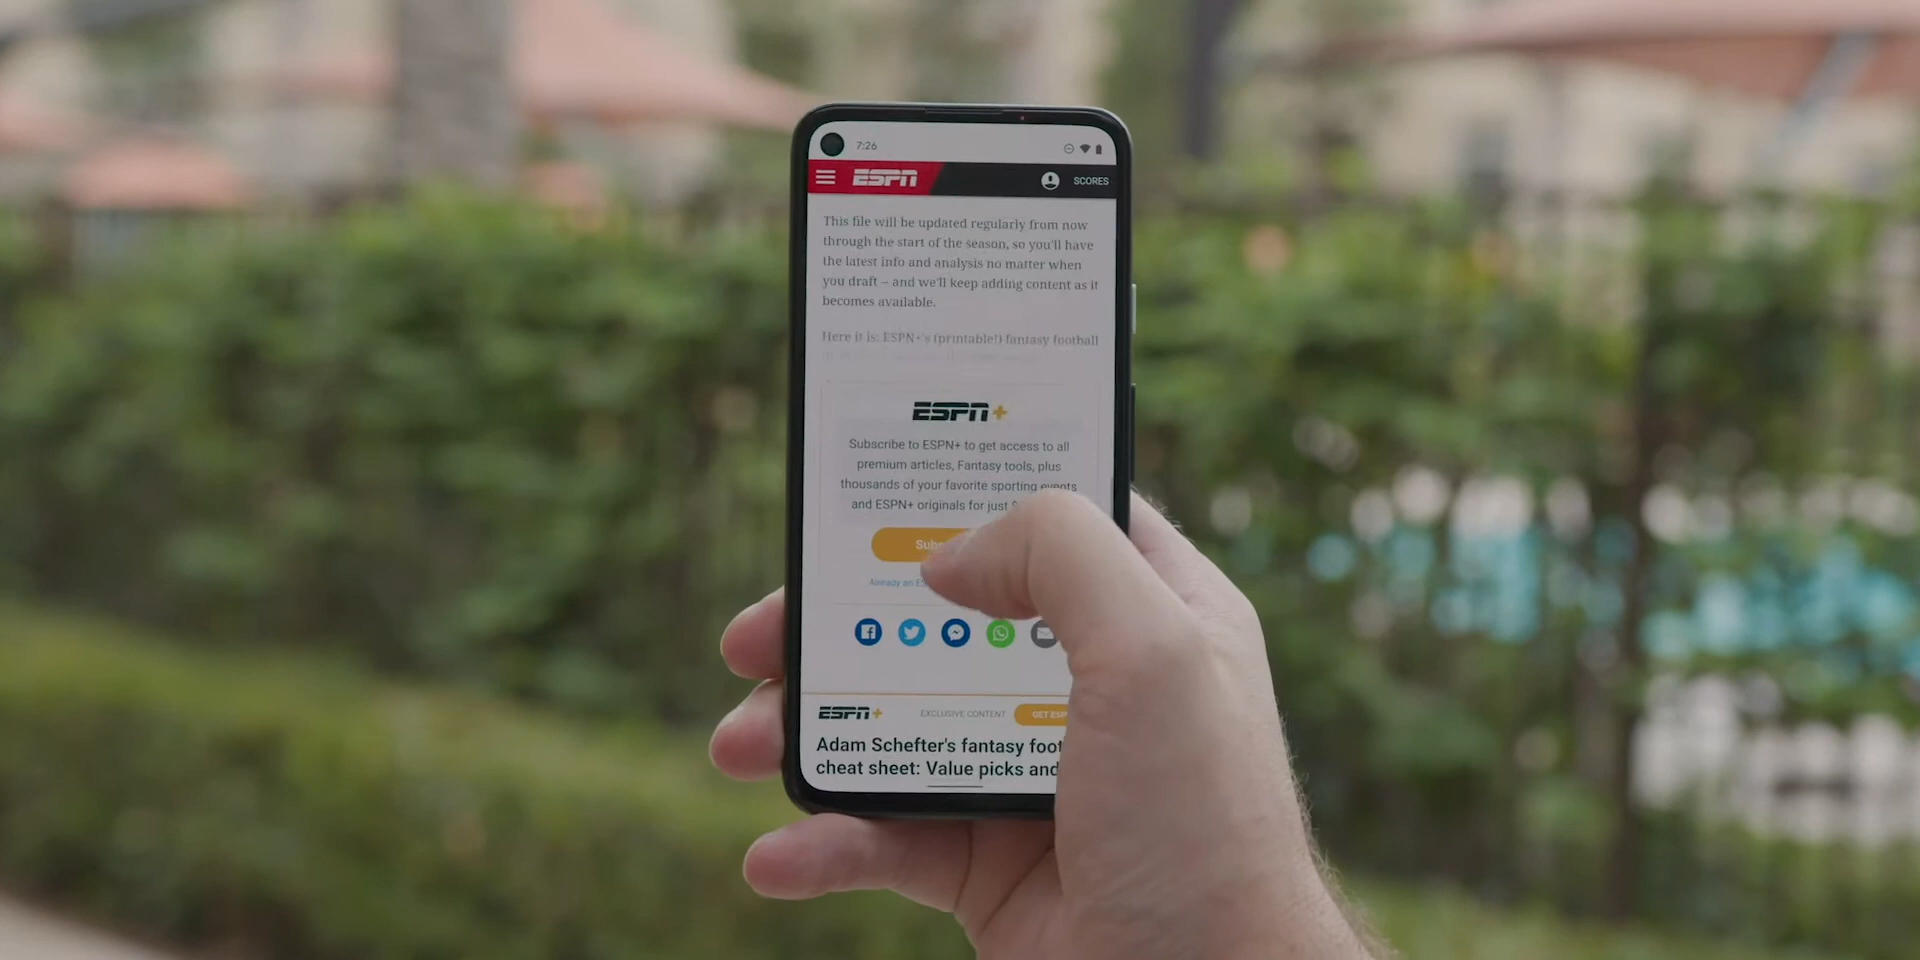 7:26
ESPN
SCORES
This file will be updated regularly from now
through the start of the season, so you'll have
the latest info and analysis no matter when
you draft – and we'll keep adding content as it
becomes available.
Here it is: ESPN+'s (printable!) fantasy football
ESPN+
Subscribe to ESPN+ to get access to all
premium articles, Fantasy tools, plus
thousands of your favorite sporting events
and ESPN+ originals for just
Already an
ESPN+
EXCLUSIVE CONTENT
GET
Adam Schefter's fantasy
cheat sheet: Value picks and